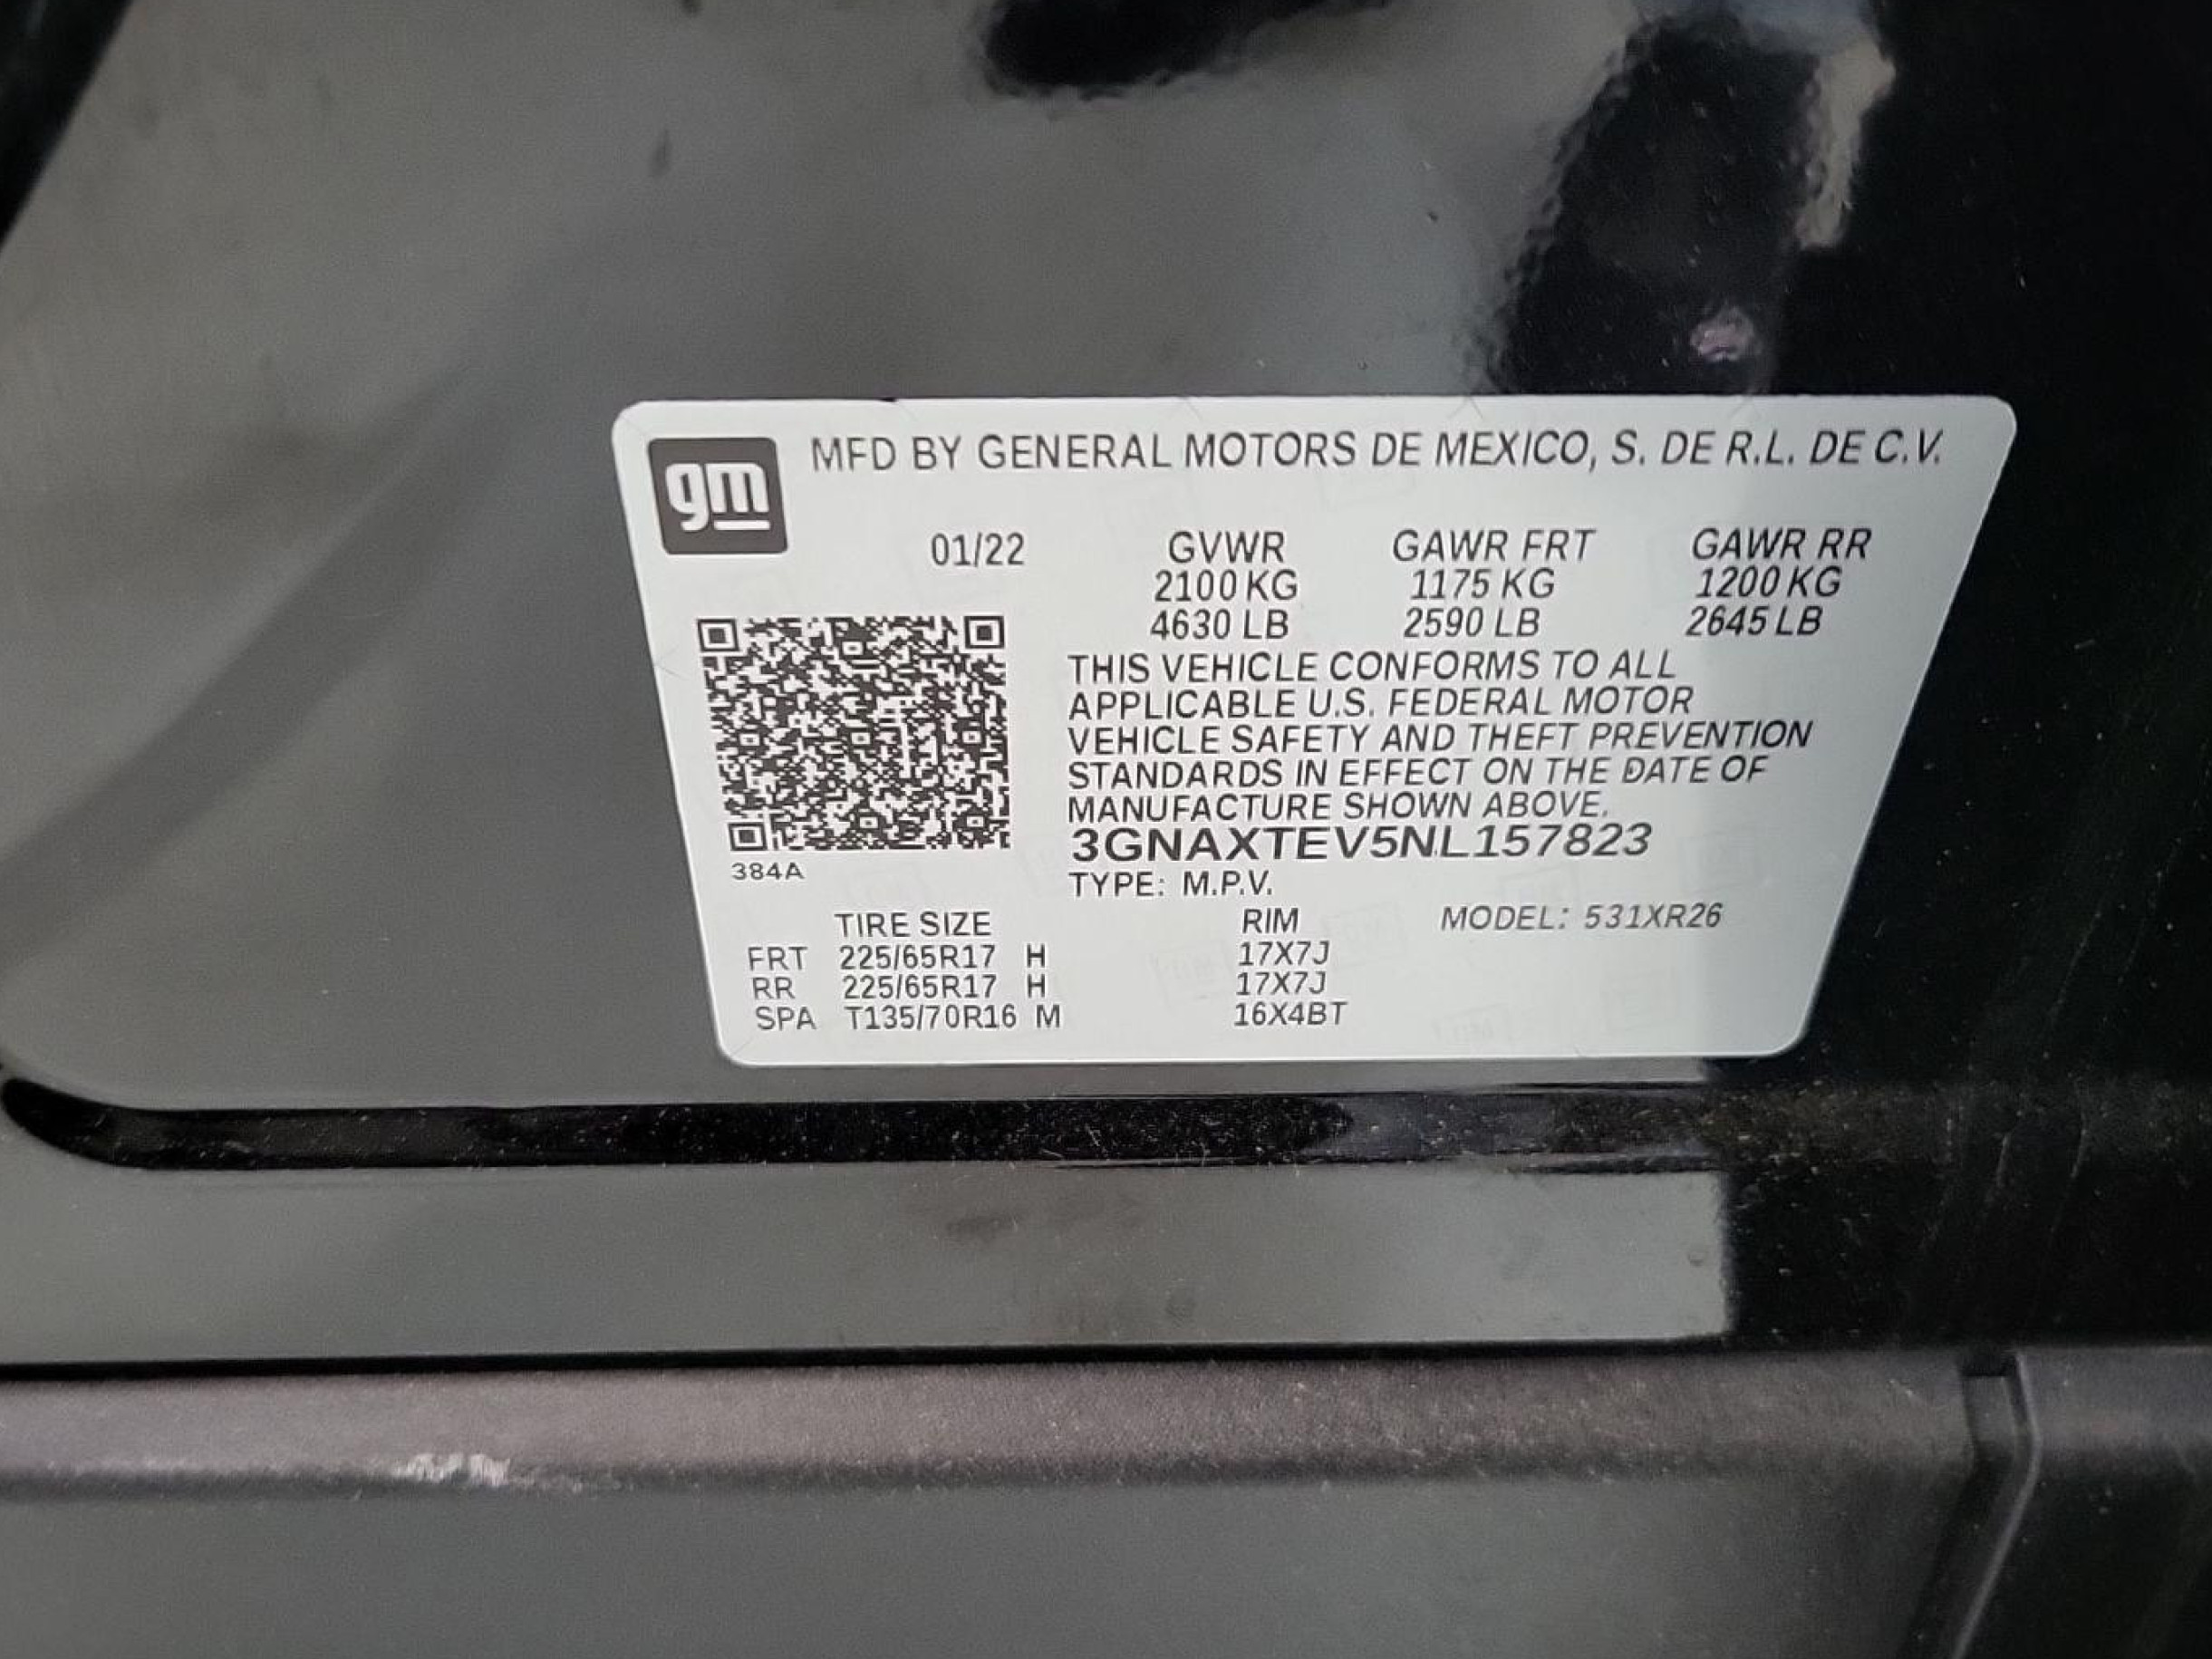 gm
MFD BY GENERAL MOTORS DE MEXICO, S. DE R.L. DE C.V.
01/22 GVWR GAWR FRT GAWR RR
2100 KG 1175 KG 1200 KG
4630 LB 2590 LB 2645 LB
THIS VEHICLE CONFORMS TO ALL
APPLICABLE U.S. FEDERAL MOTOR
VEHICLE SAFETY AND THEFT PREVENTION
STANDARDS IN EFFECT ON THE DATE OF
MANUFACTURE SHOWN ABOVE.
3GNAXTEV5NL157823
384A
TYPE: M.P.V.
TIRE SIZE RIM MODEL: 531XR26
FRT 225/65R17 H 17X7J
RR 225/65R17 H 17X7J
SPA T135/70R16 M 16X4BT